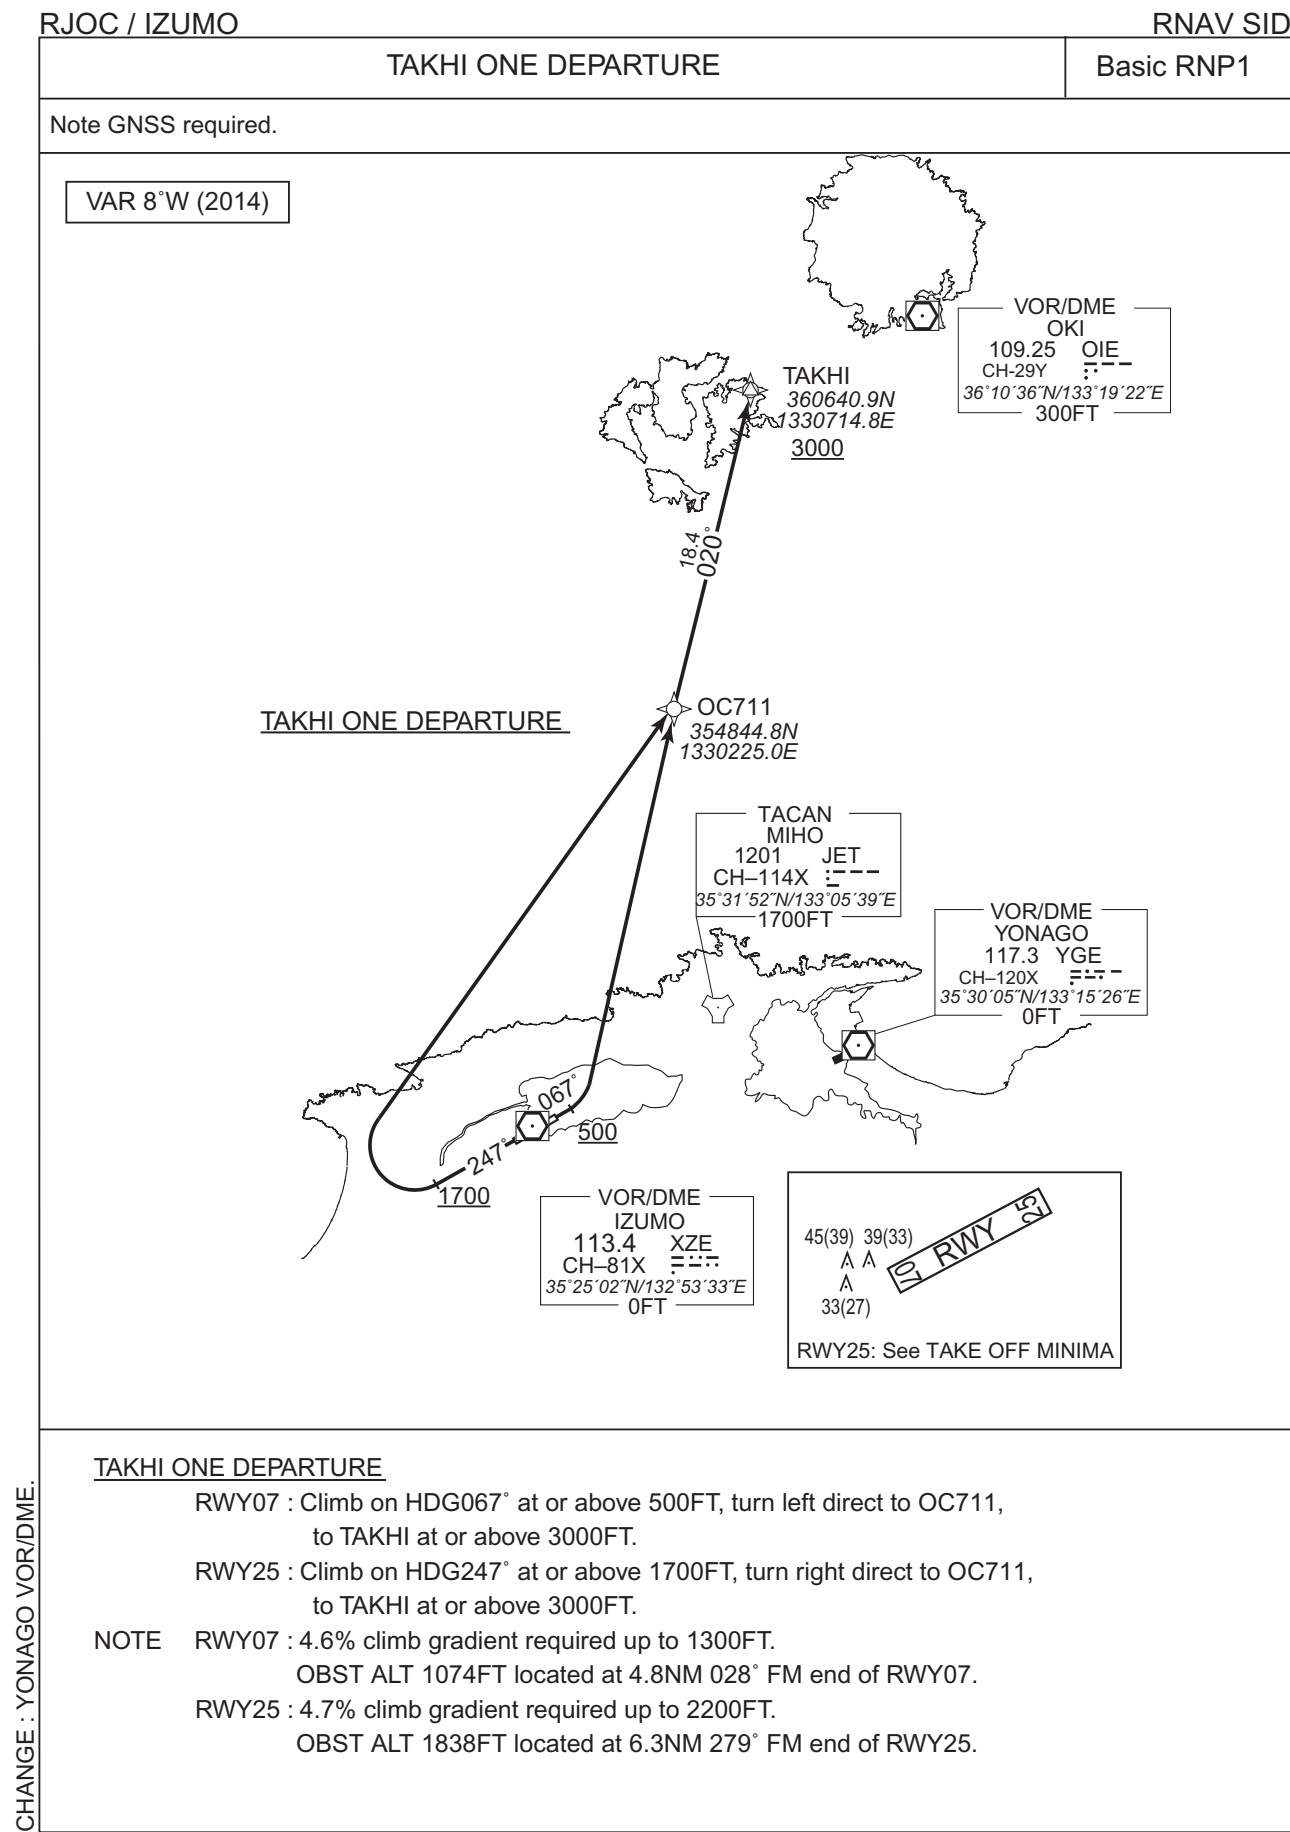 RJOC / IZUMO
RNAV SID
TAKHI ONE DEPARTURE
Basic RNP1
Note GNSS required.
VAR 8˚W (2014)
VOR/DME
OKI
109.25 OIE
CH-29Y
36˚10´36˝N/133˚19´22˝E
300FT
TAKHI
360640.9N
1330714.8E
3000
18.4
020˚
OC711
354844.8N
1330225.0E
TAKHI ONE DEPARTURE
TACAN
MIHO
1201 JET
CH–114X
35˚31´52˝N/133˚05´39˝E
1700FT
VOR/DME
YONAGO
117.3 YGE
CH–120X
35˚30´05˝N/133˚15´26˝E
0FT
067˚
500
247˚
1700
VOR/DME
IZUMO
113.4 XZE
CH–81X
35˚25´02˝N/132˚53´33˝E
0FT
45(39) 39(33)
33(27)
07 RWY 25
RWY25: See TAKE OFF MINIMA
TAKHI ONE DEPARTURE
RWY07 : Climb on HDG067˚ at or above 500FT, turn left direct to OC711,
to TAKHI at or above 3000FT.
RWY25 : Climb on HDG247˚ at or above 1700FT, turn right direct to OC711,
to TAKHI at or above 3000FT.
NOTE RWY07 : 4.6% climb gradient required up to 1300FT.
OBST ALT 1074FT located at 4.8NM 028˚ FM end of RWY07.
RWY25 : 4.7% climb gradient required up to 2200FT.
OBST ALT 1838FT located at 6.3NM 279˚ FM end of RWY25.
CHANGE : YONAGO VOR/DME.